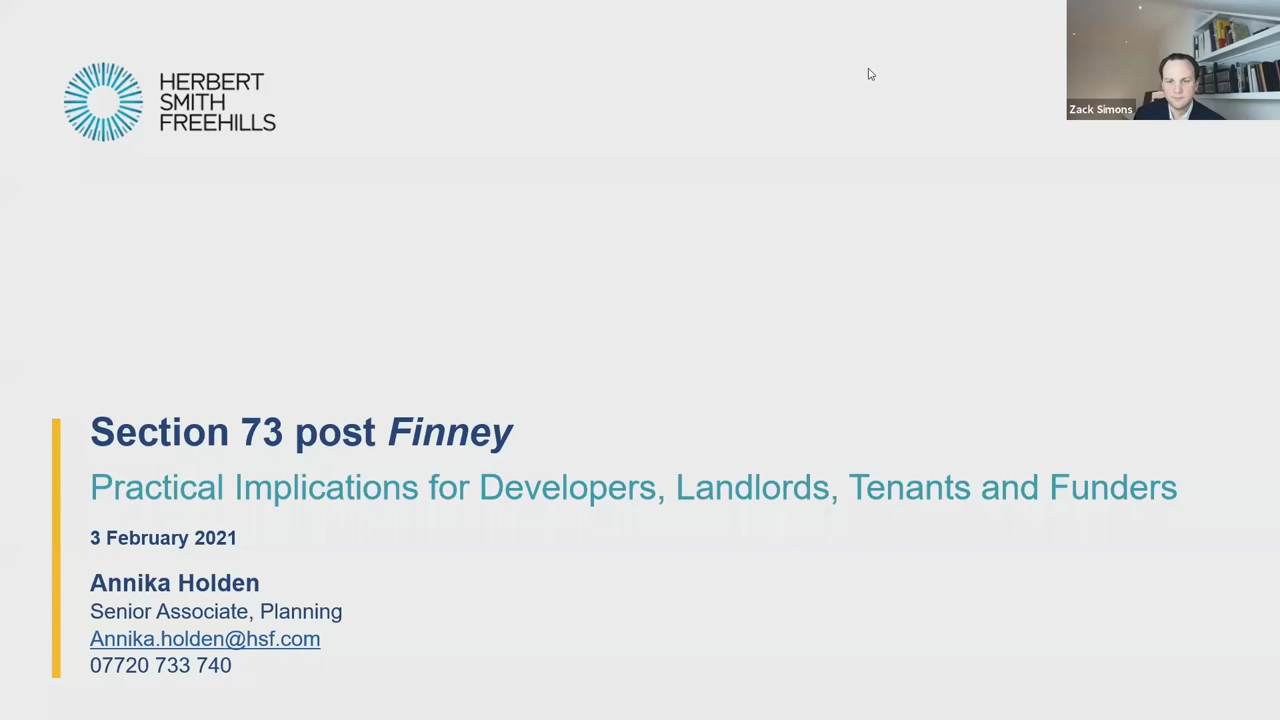 HERBERT
SMITH
FREEHILLS
Zack Simons
Section 73 post Finney
Practical Implications for Developers, Landlords, Tenants and Funders
3 February 2021
Annika Holden
Senior Associate, Planning
Annika.holden@hsf.com
07720 733 740